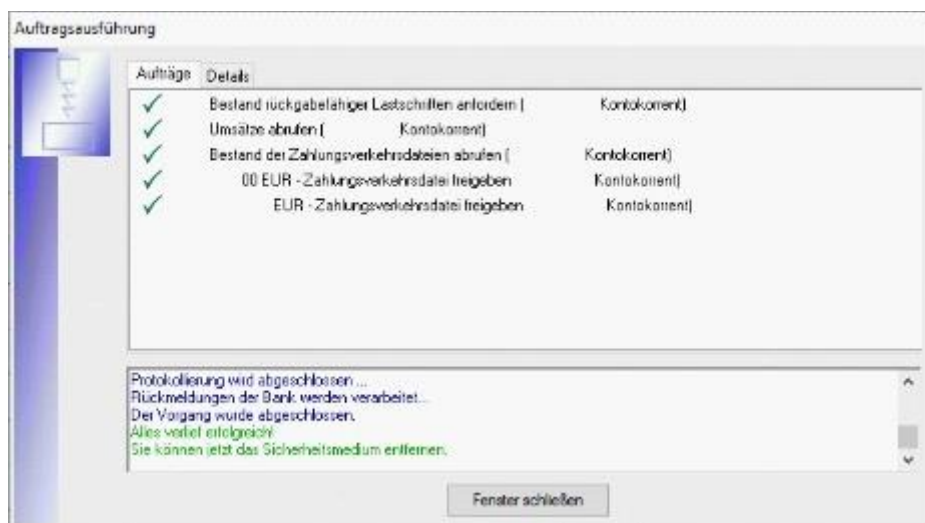 Auftragsausführung
Aufträge Details
Bestand rückgabefähiger Lastschriften anfordern ( Kontokorrent)
Umsätze abrufen ( Kontokorrent)
Bestand der Zahlungsverkehrsdateien abrufen ( Kontokorrent)
00 EUR - Zahlungsverkehrsdatei freigeben Kontokorrent)
EUR - Zahlungsverkehrsdatei freigeben Kontokorrent)
Protokollierung wird abgeschlossen ...
Rückmeldungen der Bank werden verarbeitet...
Der Vorgang wurde abgeschlossen.
Alles verlief erfolgreich!
Sie können jetzt das Sicherheitsmedium entfernen.
Fenster schließen